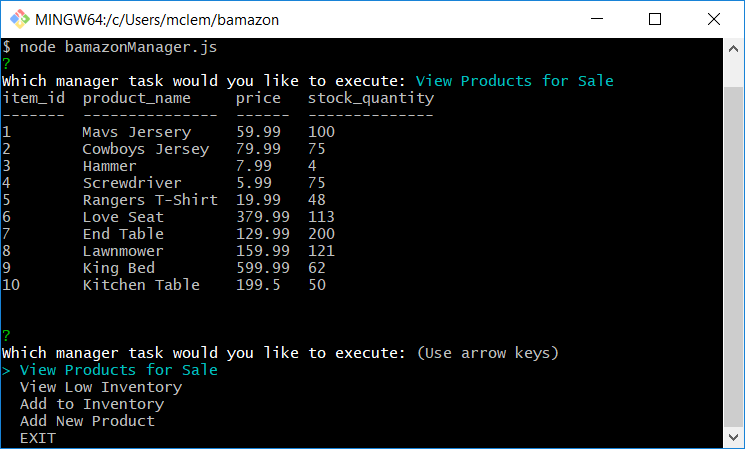 MINGW64:/c/Users/mclem/bamazon
$ node bamazonManager.js
?
Which manager task would you like to execute: View Products for Sale
item_id  product_name     price   stock_quantity
-------  ---------------  ------  --------------
1        Mavs Jersery     59.99   100
2        Cowboys Jersey   79.99   75
3        Hammer           7.99    4
4        Screwdriver      5.99    75
5        Rangers T-Shirt  19.99   48
6        Love Seat        379.99  113
7        End Table        129.99  200
8        Lawnmower        159.99  121
9        King Bed         599.99  62
10       Kitchen Table    199.5   50
?
Which manager task would you like to execute: (Use arrow keys)
> View Products for Sale
  View Low Inventory
  Add to Inventory
  Add New Product
  EXIT